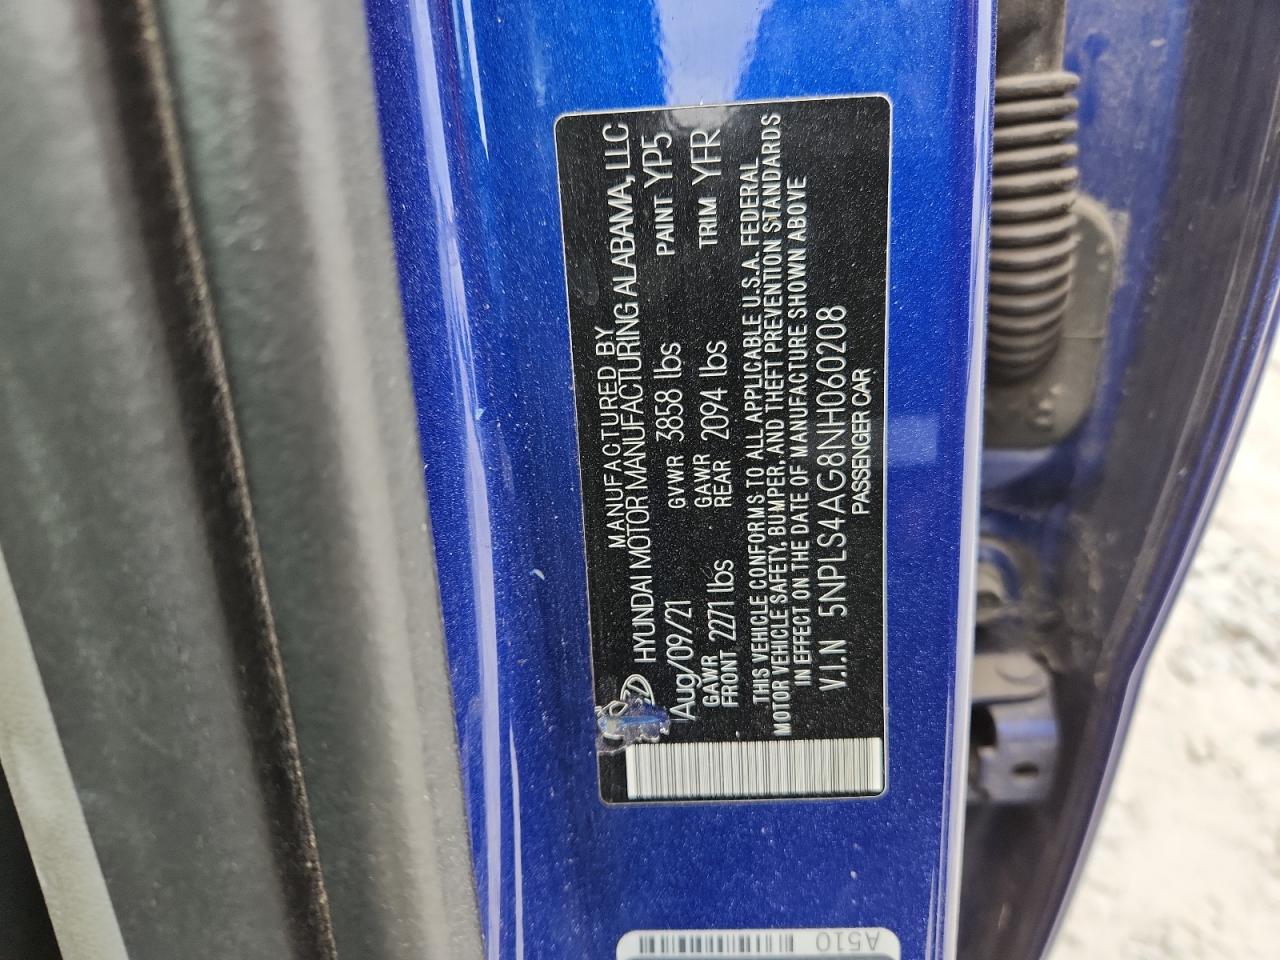 MANUFACTURED BY
HYUNDAI MOTOR MANUFACTURING ALABAMA, LLC
Aug/09/21 GVWR 3858 lbs PAINT YP5
GAWR FRONT 2271 lbs GAWR REAR 2094 lbs TRIM YFR
THIS VEHICLE CONFORMS TO ALL APPLICABLE U.S.A. FEDERAL
MOTOR VEHICLE SAFETY, BUMPER, AND THEFT PREVENTION STANDARDS
IN EFFECT ON THE DATE OF MANUFACTURE SHOWN ABOVE
V.I.N 5NPLS4AG8NH060208
PASSENGER CAR
A510